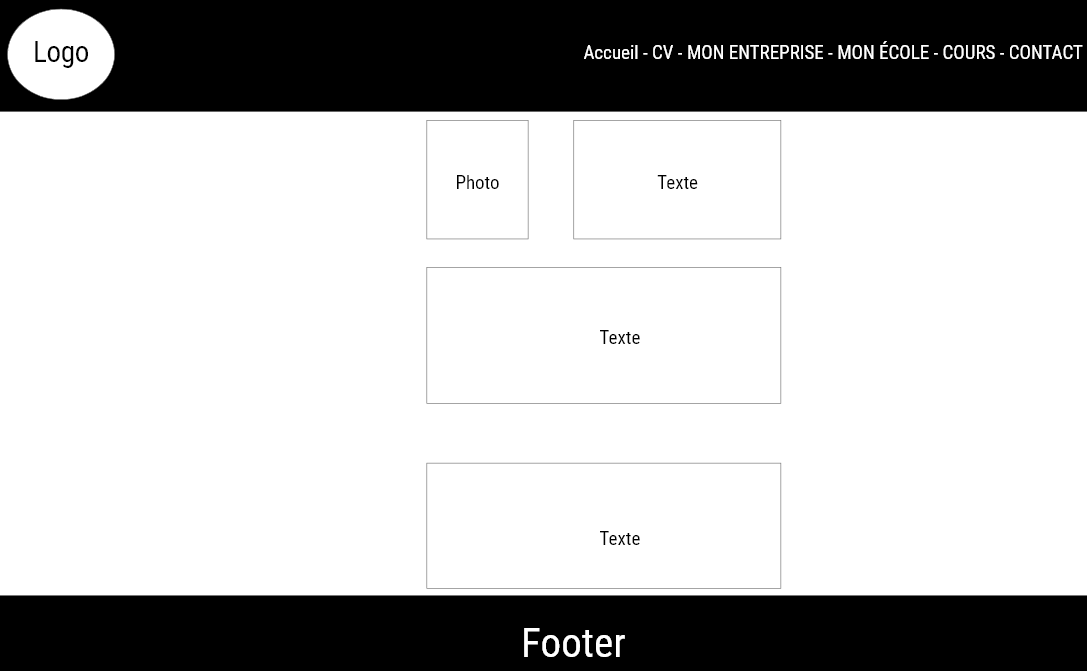 Logo
Accueil - CV - MON ENTREPRISE - MON ÉCOLE - COURS - CONTACT
Photo
Texte
Texte
Texte
Footer